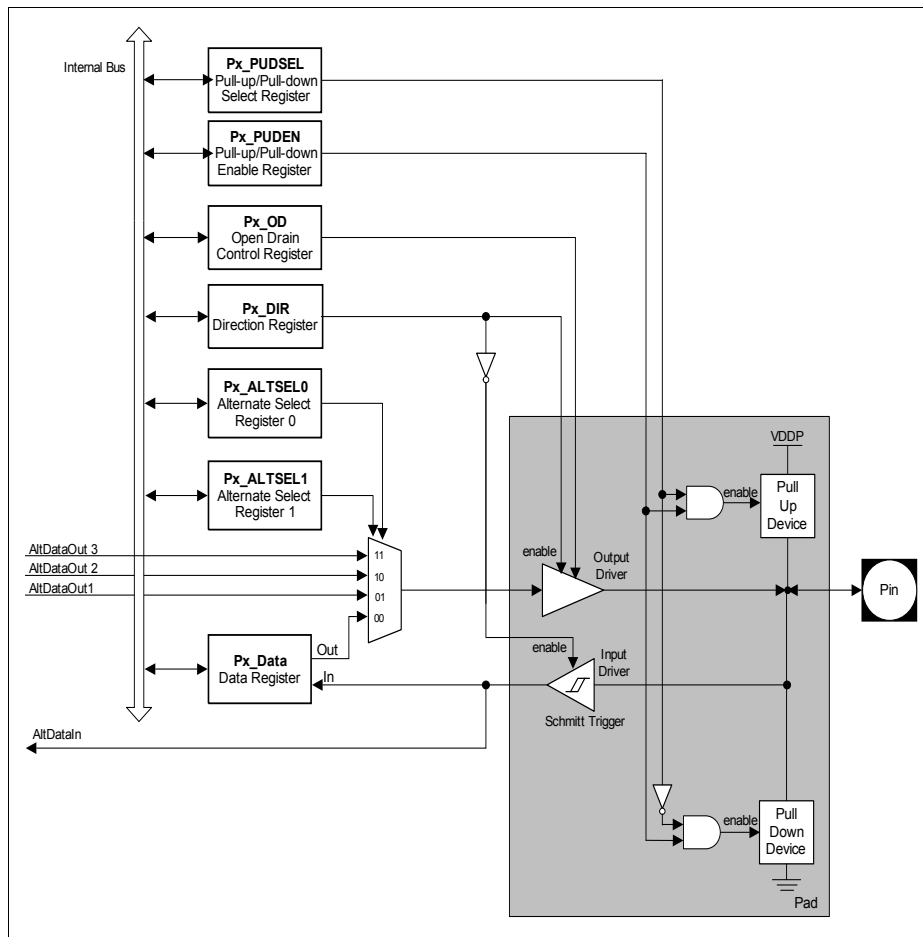 Internal Bus
Px_PUDSEL
Pull-up/Pull-down
Select Register
Px_PUDEN
Pull-up/Pull-down
Enable Register
Px_OD
Open Drain
Control Register
Px_DIR
Direction Register
Px_ALTSEL0
Alternate Select
Register 0
Px_ALTSEL1
Alternate Select
Register 1
AltDataOut 3
AltDataOut 2
AltDataOut1
11
10
01
00
Px_Data
Data Register
Out
In
AltDataIn
enable
Output
Driver
enable
Input
Driver
Schmitt Trigger
VDDP
enable
Pull
Up
Device
Pin
enable
Pull
Down
Device
Pad